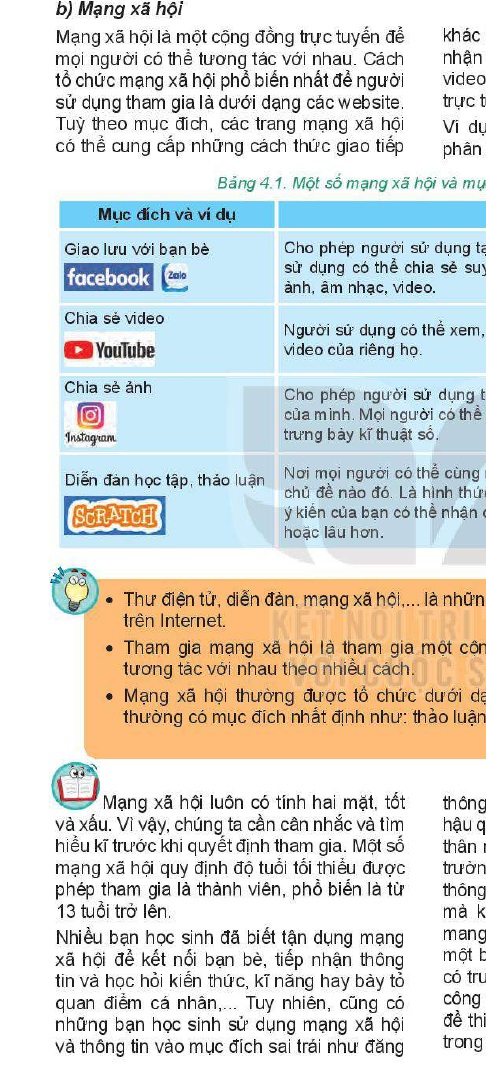 b) Mạng xã hội
Mạng xã hội là một cộng đồng trực tuyến để
mọi người có thể tương tác với nhau. Cách
tổ chức mạng xã hội phổ biến nhất để người
sử dụng tham gia là dưới dạng các website.
Tuỳ theo mục đích, các trang mạng xã hội
có thể cung cấp những cách thức giao tiếp
khác
nhận
video
trực t
Ví dụ
phân
Bảng 4.1. Một số mạng xã hội và mụ
Mục đích và ví dụ
Giao lưu với bạn bè
facebook Zalo
Cho phép người sử dụng tạ
sử dụng có thể chia sẻ suy
ảnh, âm nhạc, video.
Chia sẻ video
YouTube
Người sử dụng có thể xem,
video của riêng họ.
Chia sẻ ảnh
Instagram
Cho phép người sử dụng t
của mình. Mọi người có thể
trưng bày kĩ thuật số.
Diễn đàn học tập, thảo luận
SCRATCH
Nơi mọi người có thể cùng
chủ đề nào đó. Là hình thứ
ý kiến của bạn có thể nhận
hoặc lâu hơn.
• Thư điện tử, diễn đàn, mạng xã hội,... là nhữn
trên Internet.
• Tham gia mạng xã hội là tham gia một cộn
tương tác với nhau theo nhiều cách.
• Mạng xã hội thường được tổ chức dưới dạ
thường có mục đích nhất định như: thảo luận
KẾT NỐI TRI
VỚI CUỘC S
Mạng xã hội luôn có tính hai mặt, tốt
và xấu. Vì vậy, chúng ta cần cân nhắc và tìm
hiểu kĩ trước khi quyết định tham gia. Một số
mạng xã hội quy định độ tuổi tối thiểu được
phép tham gia là thành viên, phổ biến là từ
13 tuổi trở lên.
Nhiều bạn học sinh đã biết tận dụng mạng
xã hội để kết nối bạn bè, tiếp nhận thông
tin và học hỏi kiến thức, kĩ năng hay bày tỏ
quan điểm cá nhân,... Tuy nhiên, cũng có
những bạn học sinh sử dụng mạng xã hội
và thông tin vào mục đích sai trái như đăng
thông
hậu q
thân
trườn
thông
mà k
mạng
một b
có trư
công
để thi
trong